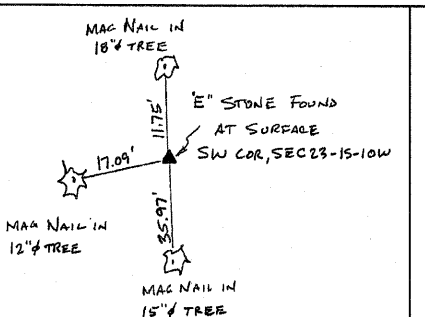 MAG NAIL IN
18"ø TREE
11.75'
"E" STONE FOUND
AT SURFACE
SW COR, SEC 23-15-10W
17.09'
MAG NAIL IN
12"ø TREE
35.97'
MAG NAIL IN
15"ø TREE